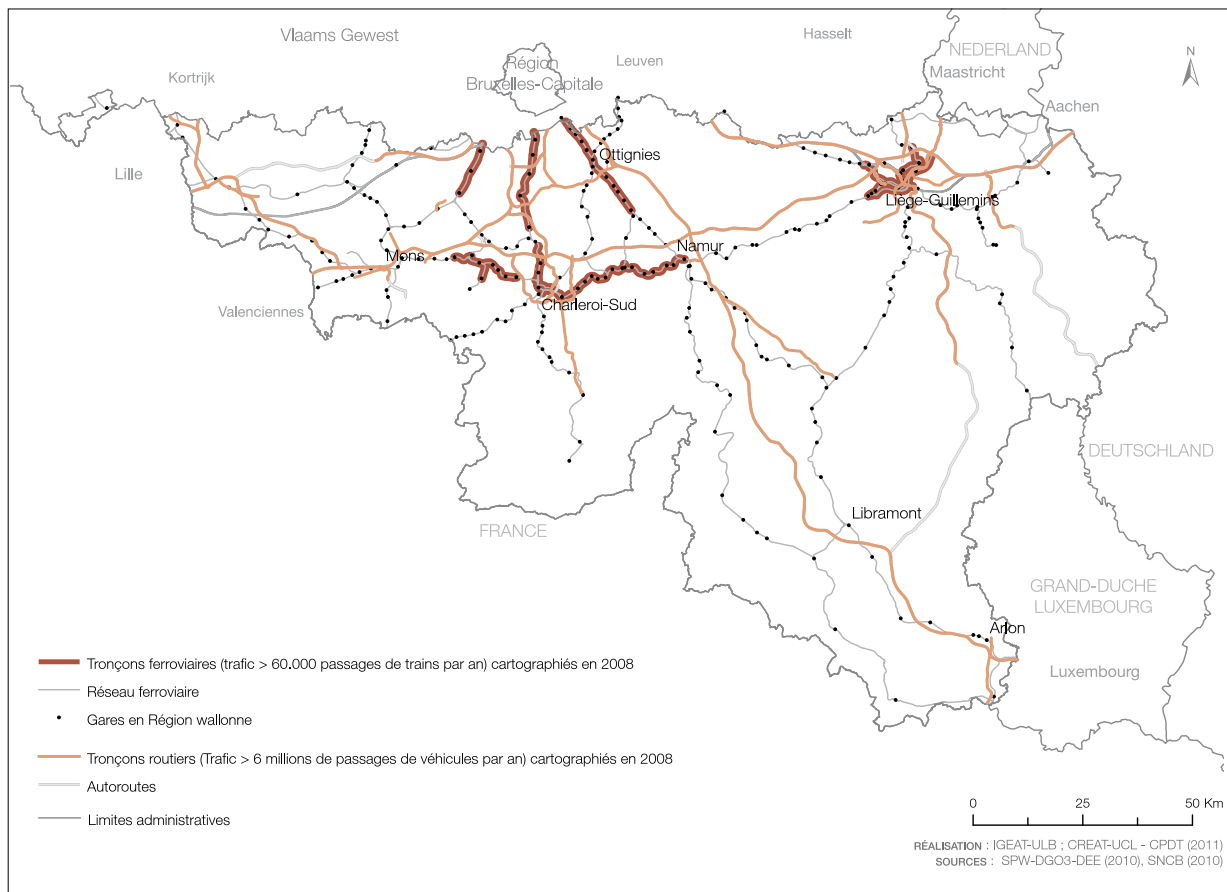 Vlaams Gewest
Hasselt
NEDERLAND
Maastricht
Région
Bruxelles-Capitale
Leuven
Kortrijk
N
Aachen
Lille
Ottignies
Liège-Guillemins
Mons
Namur
Valenciennes
Charleroi-Sud
DEUTSCHLAND
Libramont
FRANCE
GRAND-DUCHE
LUXEMBOURG
Arlon
Luxembourg
Tronçons ferroviaires (trafic > 60.000 passages de trains par an) cartographiés en 2008
Réseau ferroviaire
Gares en Région wallonne
Tronçons routiers (Trafic > 6 millions de passages de véhicules par an) cartographiés en 2008
Autoroutes
Limites administratives
0 25 50 Km
RÉALISATION : IGEAT-ULB ; CREAT-UCL - CPDT (2011)
SOURCES : SPW-DGO3-DEE (2010), SNCB (2010)